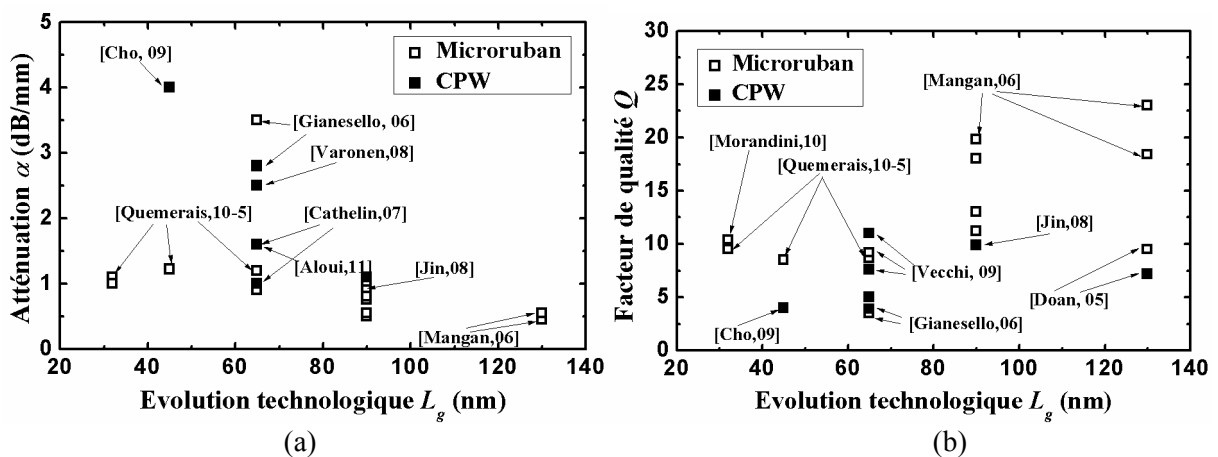 (a)
5
4
3
2
1
0
Atténuation α (dB/mm)
Microruban
CPW
[Cho, 09]
[Gianesello, 06]
[Varonen, 08]
[Quemerais,10-5]
[Cathelin,07]
[Aloui,11]
[Jin,08]
[Mangan,06]
20 40 60 80 100 120 140
Evolution technologique Lg (nm)
(a)
(b)
30
25
20
15
10
5
0
Facteur de qualité Q
Microruban
CPW
[Mangan,06]
[Morandini,10]
[Quemerais,10-5]
[Jin,08]
[Vecchi, 09]
[Doan, 05]
[Cho,09]
[Gianesello,06]
20 40 60 80 100 120 140
Evolution technologique Lg (nm)
(b)